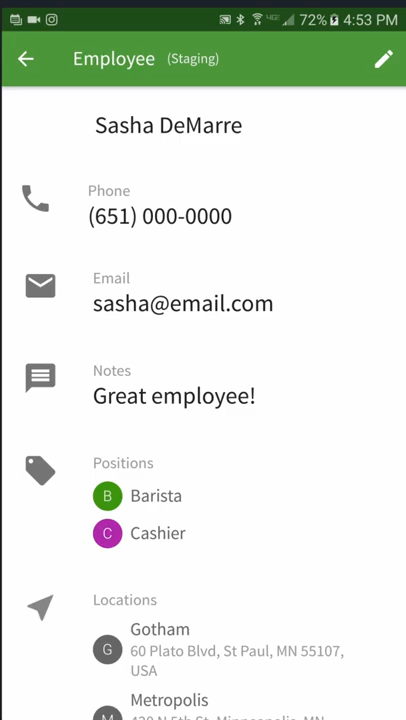 72% 4:53 PM
Employee (Staging)
Sasha DeMarre
Phone
(651) 000-0000
Email
sasha@email.com
Notes
Great employee!
Positions
B Barista
C Cashier
Locations
Gotham
G 60 Plato Blvd, St Paul, MN 55107,
USA
Metropolis